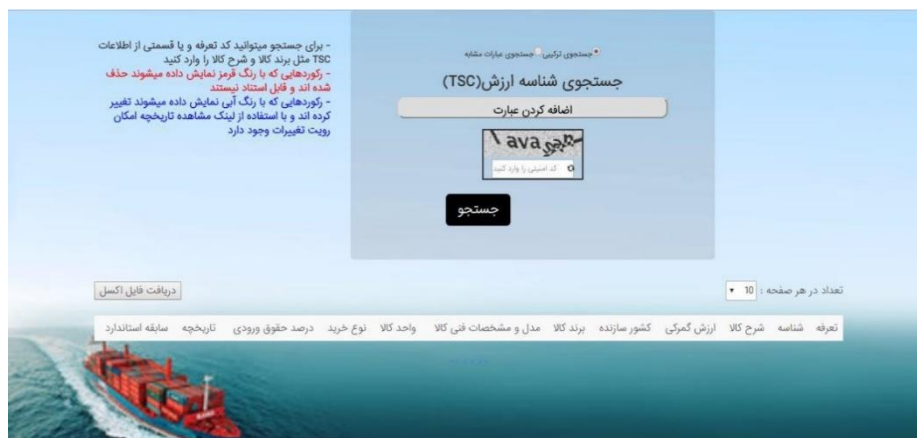 - برای جستجو میتوانید کد تعرفه و یا قسمتی از اطلاعات
TSC مثل برند کالا و شرح کالا را وارد کنید
- رکوردهایی که با رنگ قرمز نمایش داده میشوند حذف
شده اند و قابل استناد نیستند
- رکوردهایی که با رنگ آبی نمایش داده میشوند تغییر
کرده اند و با استفاده از لینک مشاهده تاریخچه امکان
رویت تغییرات وجود دارد
جستجوی ترکیبی جستجوی عبارات مشابه
جستجوی شناسه ارزش(TSC)
اضافه کردن عبارت
کد امنیتی را وارد کنید
جستجو
تعداد در هر صفحه : 10
دریافت فایل اکسل
تعرفه شناسه شرح کالا ارزش گمرکی کشور سازنده برند کالا مدل و مشخصات فنی کالا واحد کالا نوع خرید درصد حقوق ورودی تاریخچه سابقه استاندارد